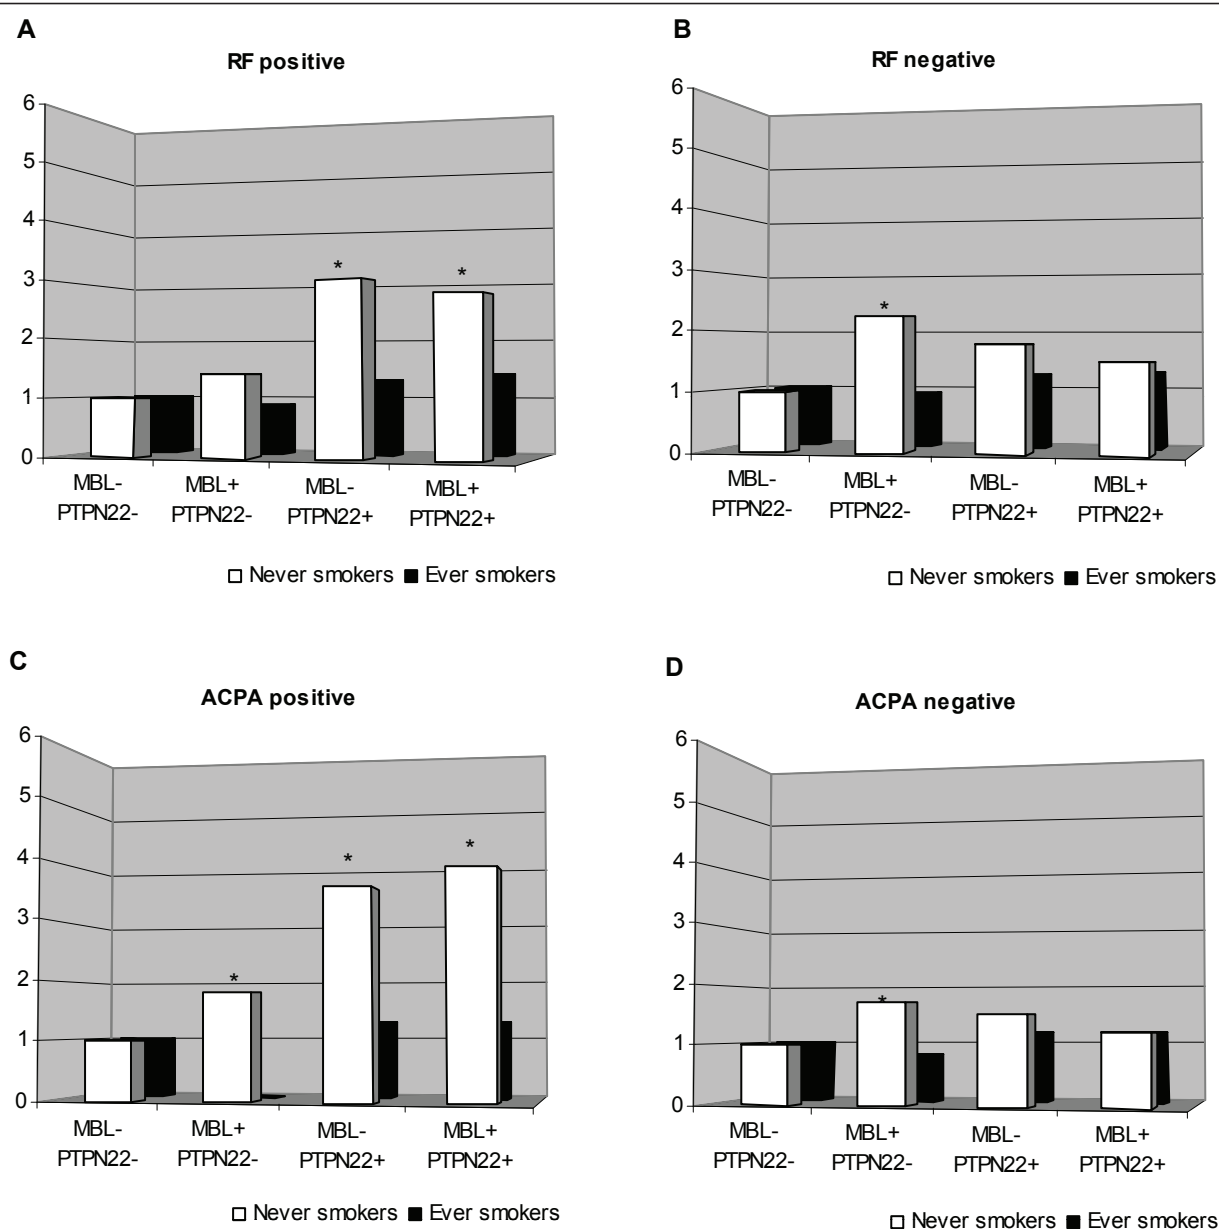 A
RF positive
6
5
4
3
2
1
0
*
*
MBL- MBL+ MBL- MBL+
PTPN22- PTPN22- PTPN22+ PTPN22+
Never smokers Ever smokers
B
RF negative
6
5
4
3
2
1
0
*
MBL- MBL+ MBL- MBL+
PTPN22- PTPN22- PTPN22+ PTPN22+
Never smokers Ever smokers
C
ACPA positive
6
5
4
3
2
1
0
*
*
*
MBL- MBL+ MBL- MBL+
PTPN22- PTPN22- PTPN22+ PTPN22+
Never smokers Ever smokers
D
ACPA negative
6
5
4
3
2
1
0
*
MBL- MBL+ MBL- MBL+
PTPN22- PTPN22- PTPN22+ PTPN22+
Never smokers Ever smokers